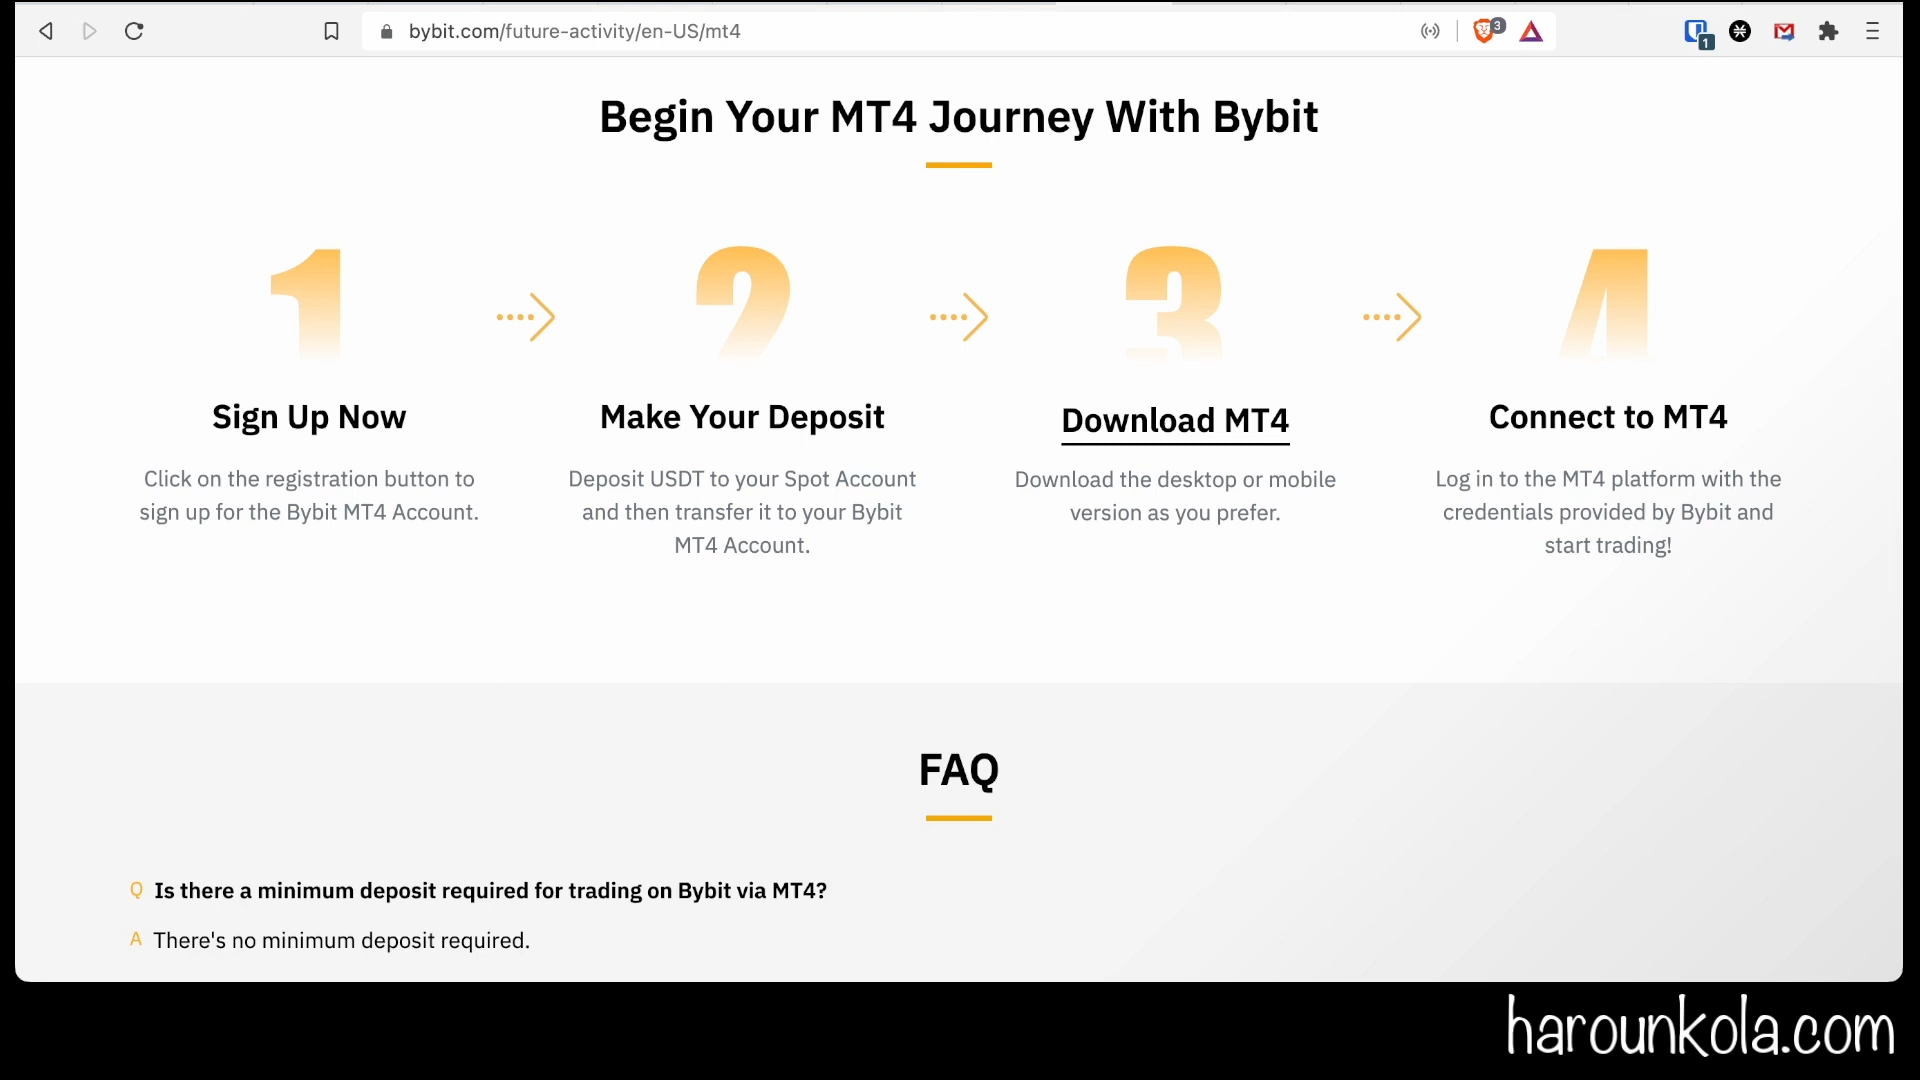 bybit.com/future-activity/en-US/mt4
3
1
Begin Your MT4 Journey With Bybit
1
2
3
4
Sign Up Now
Make Your Deposit
Download MT4
Connect to MT4
Click on the registration button to
sign up for the Bybit MT4 Account.
Deposit USDT to your Spot Account
and then transfer it to your Bybit
MT4 Account.
Download the desktop or mobile
version as you prefer.
Log in to the MT4 platform with the
credentials provided by Bybit and
start trading!
FAQ
Q Is there a minimum deposit required for trading on Bybit via MT4?
A There's no minimum deposit required.
harounkola.com